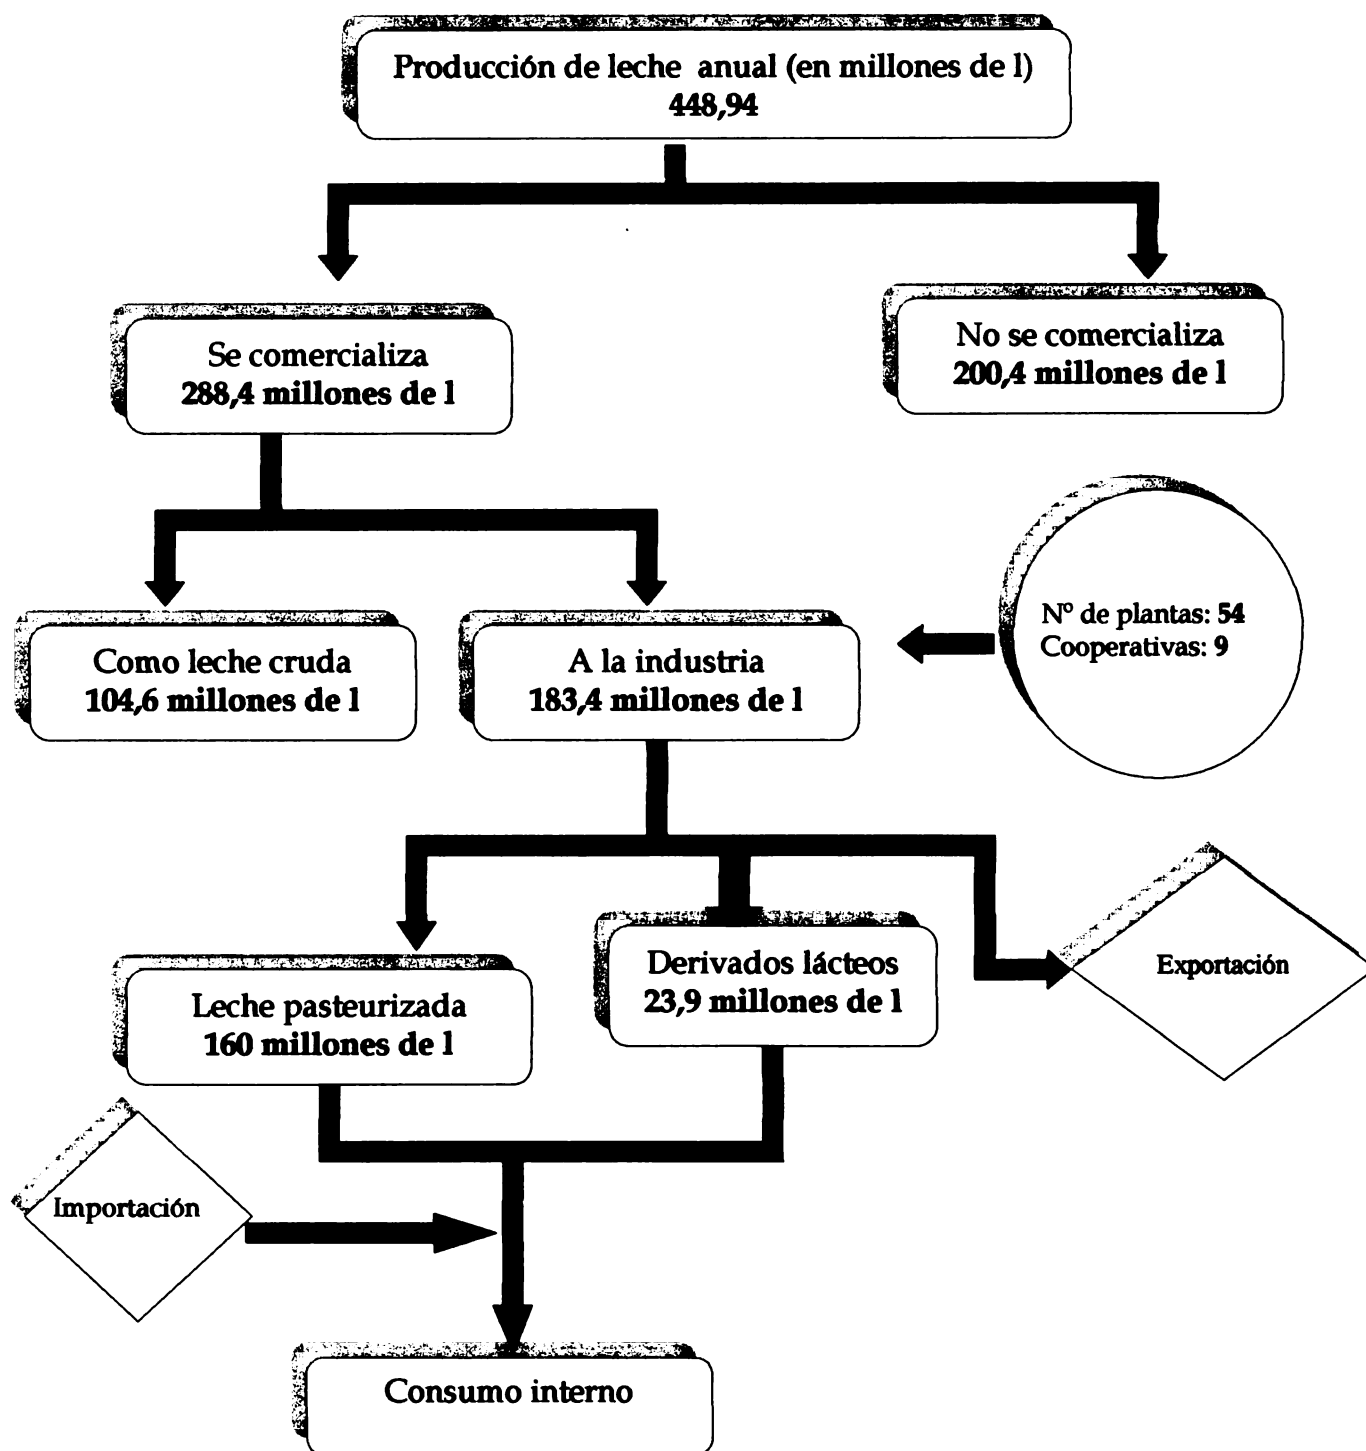 Producción de leche anual (en millones de l)
448,94
Se comercializa
288,4 millones de l
No se comercializa
200,4 millones de l
Nº de plantas: 54
Cooperativas: 9
Como leche cruda
104,6 millones de l
A la industria
183,4 millones de l
Leche pasteurizada
160 millones de l
Derivados lácteos
23,9 millones de l
Exportación
Importación
Consumo interno